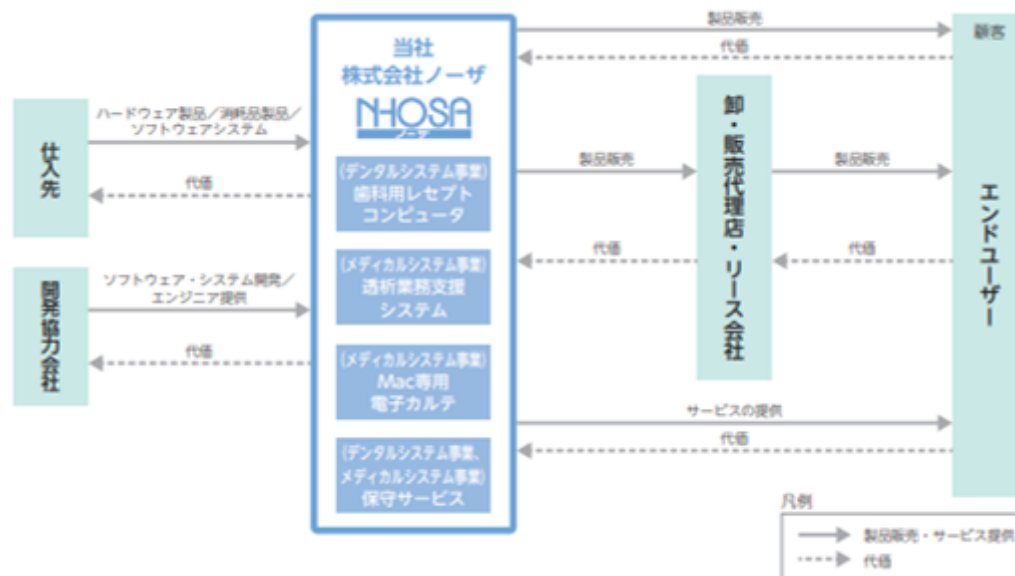 当社
株式会社ノーザ
NHOSA
ノーザ
(デンタルシステム事業)
歯科用レセプト
コンピュータ
(メディカルシステム事業)
透析業務支援
システム
(メディカルシステム事業)
Mac専用
電子カルテ
(デンタルシステム事業、
メディカルシステム事業)
保守サービス
仕入先
ハードウェア製品／消耗品製品／
ソフトウェアシステム
代価
開発協力会社
ソフトウェア・システム開発／
エンジニア提供
代価
製品販売
代価
製品販売
代価
卸・販売代理店・リース会社
製品販売
代価
サービスの提供
代価
顧客
エンドユーザー
凡例
製品販売・サービス提供
代価